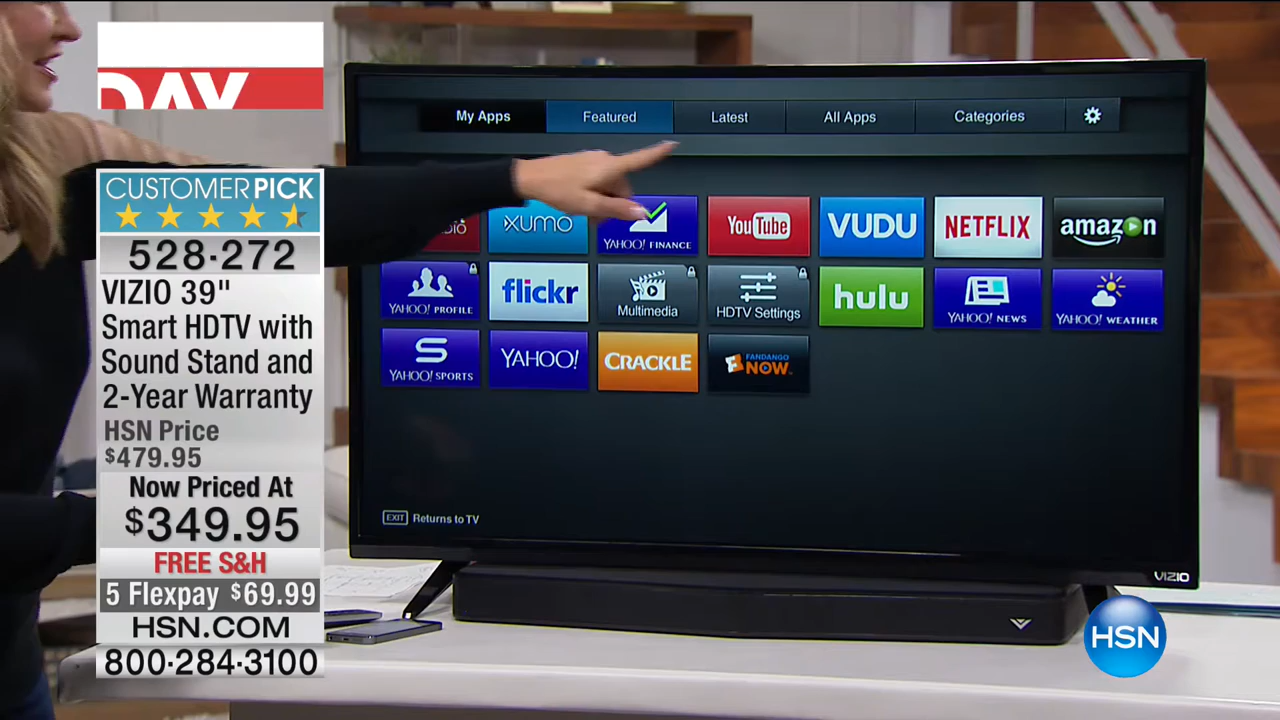 DAY
CUSTOMER PICK
528-272
VIZIO 39"
Smart HDTV with
Sound Stand and
2-Year Warranty
HSN Price
$479.95
Now Priced At
$349.95
FREE S&H
5 Flexpay $69.99
HSN.COM
800·284·3100
My Apps Featured Latest All Apps Categories
xumo YAHOO! FINANCE YouTube VUDU NETFLIX amazon
YAHOO! PROFILE flickr Multimedia HDTV Settings hulu YAHOO! NEWS YAHOO! WEATHER
YAHOO! SPORTS YAHOO! CRACKLE FANDANGO NOW
EXIT Returns to TV
VIZIO
HSN